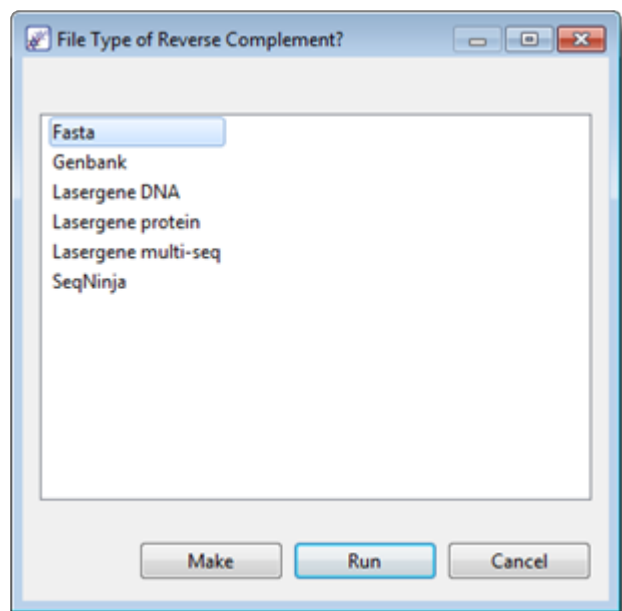 File Type of Reverse Complement?
Fasta
Genbank
Lasergene DNA
Lasergene protein
Lasergene multi-seq
SeqNinja
Make Run Cancel